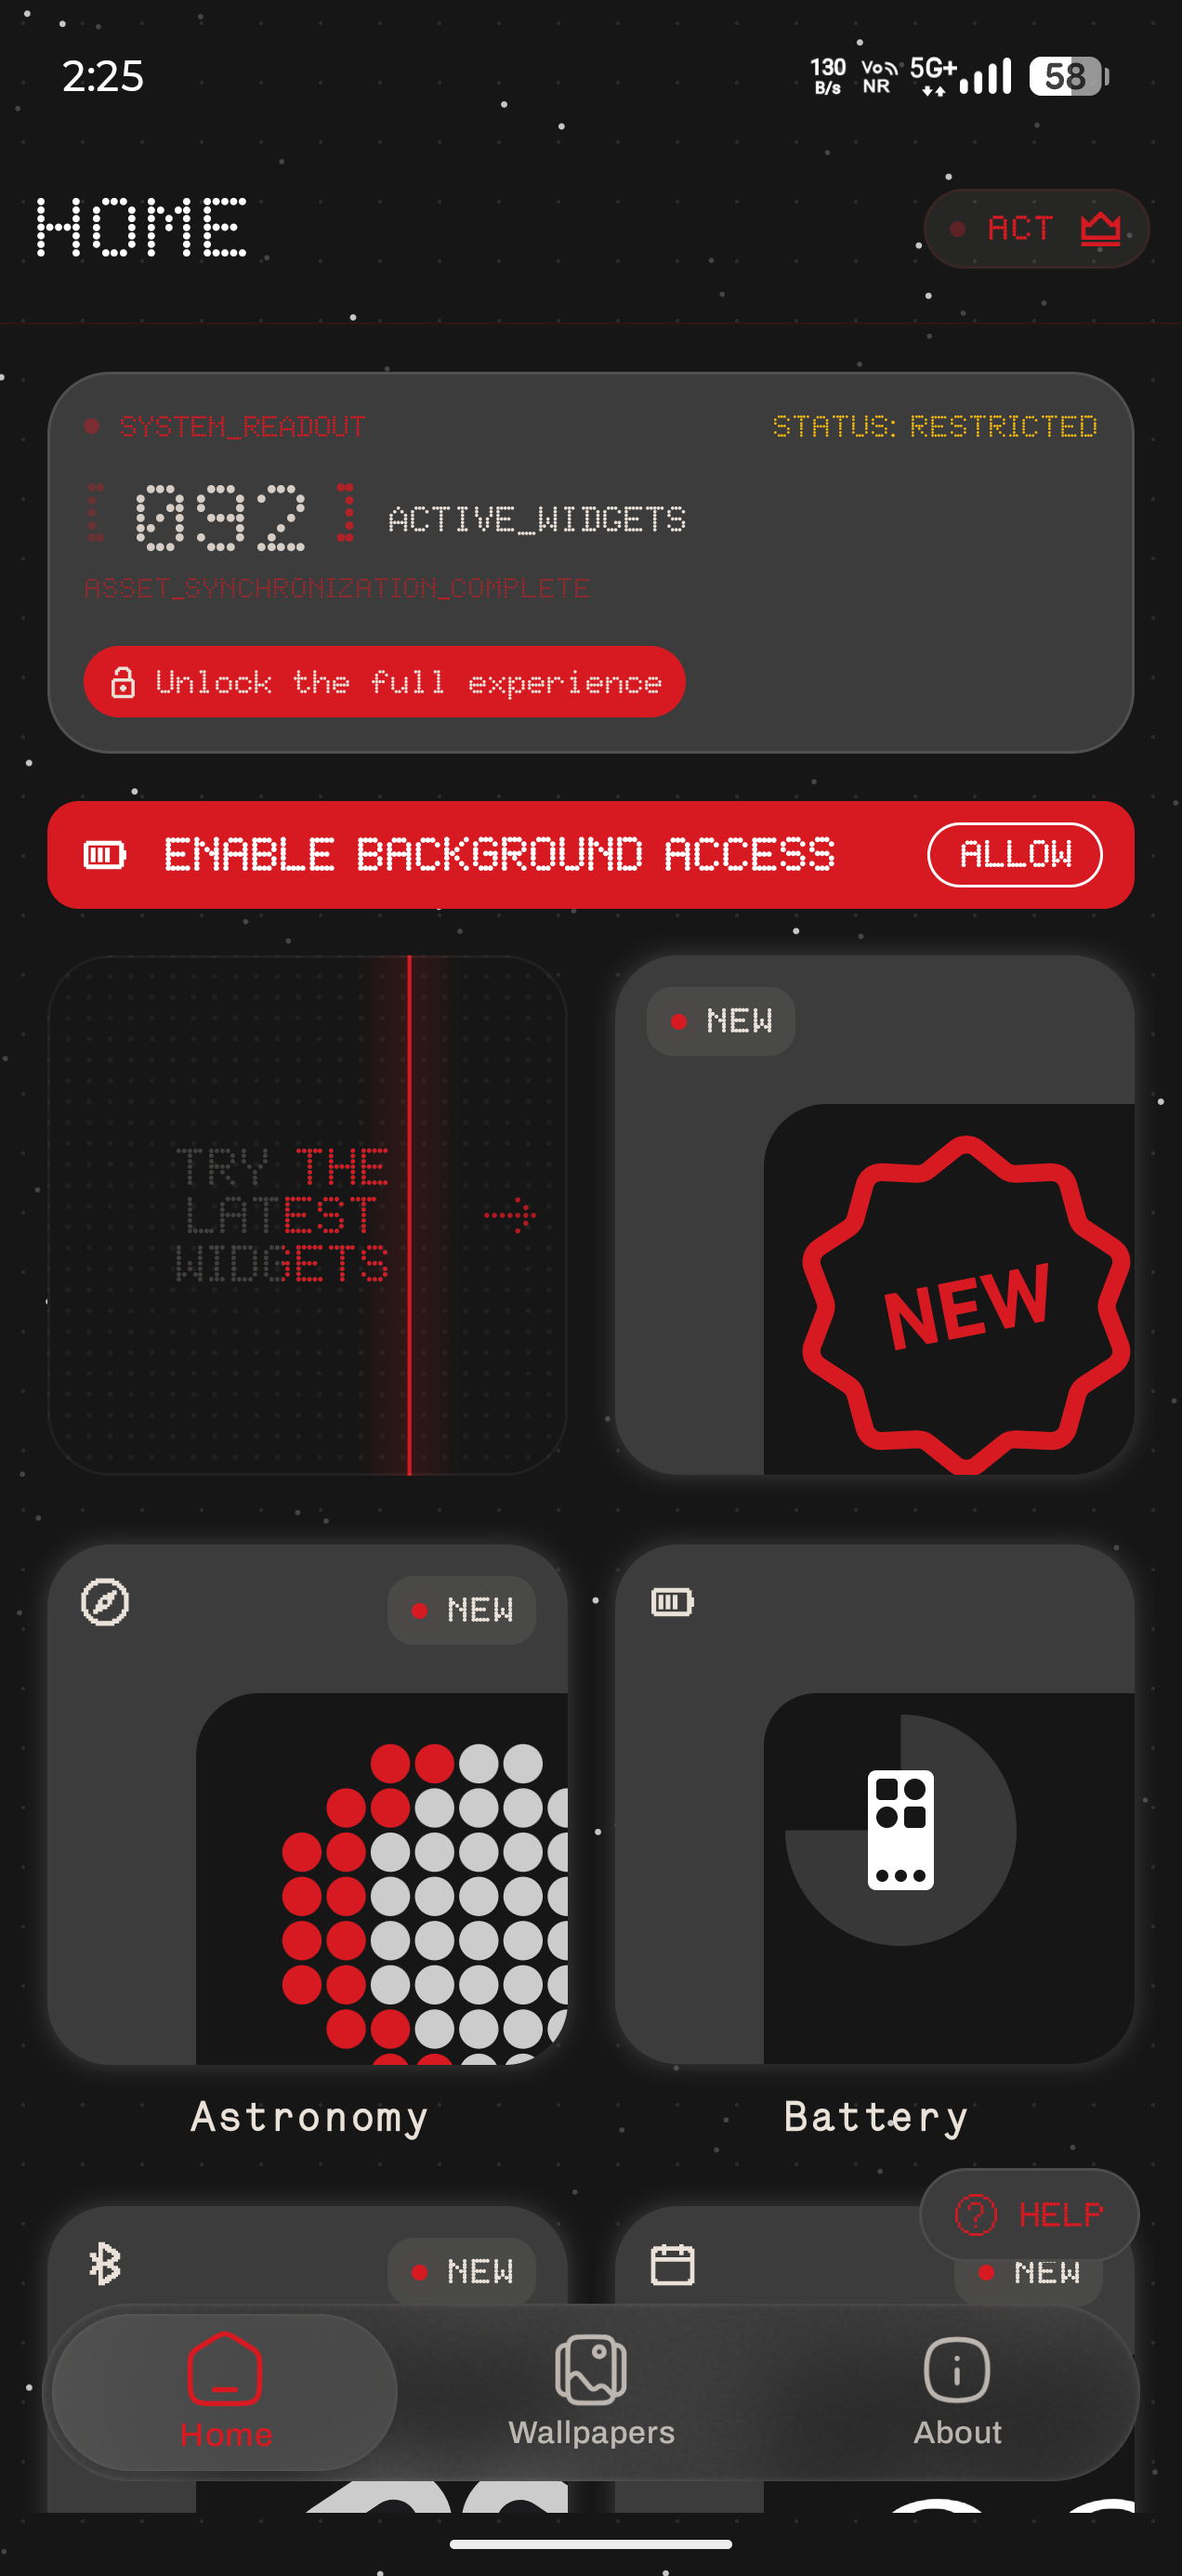 2:25
130 B/s Vo NR 5G+ 58
HOME
ACT
SYSTEM_READOUT
STATUS: RESTRICTED
[ 092 ] ACTIVE_WIDGETS
ASSET_SYNCHRONIZATION_COMPLETE
Unlock the full experience
ENABLE BACKGROUND ACCESS
ALLOW
TRY THE
LATEST
WIDGETS
NEW
NEW
NEW
Astronomy
Battery
HELP
NEW
NEW
Home
Wallpapers
About